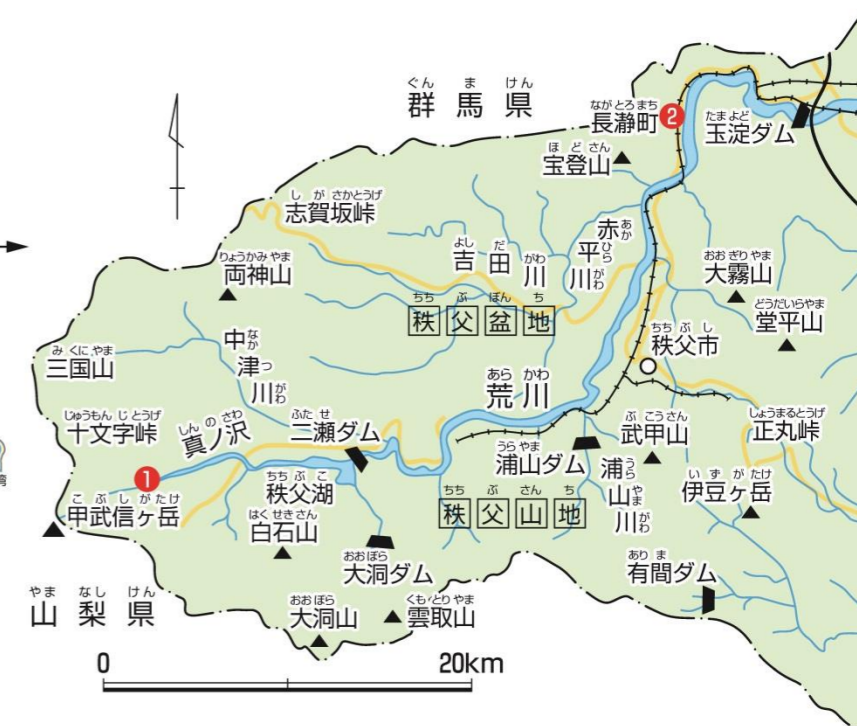 ぐん ま けん
群馬県
ながとろまち
長瀞町
2
たまよど
玉淀ダム
ほ ど さん
宝登山
し が さかとうげ
志賀坂峠
よし だ がわ
吉田川
あか ひら がわ
赤平川
りょうかみ やま
両神山
おお ぎり やま
大霧山
ちち ぶ ぼん ち
秩父盆地
どうだいらやま
堂平山
ちち ぶ し
秩父市
み くに やま
三国山
なか つ がわ
中津川
あら かわ
荒川
じゅうもん じ とうげ
十文字峠
しん の さわ
真ノ沢
ふた せ
二瀬ダム
ぶ こうさん
武甲山
しょうまるとうげ
正丸峠
うら やま
浦山ダム
うら やま がわ
浦山川
1
ちち ぶ こ
秩父湖
い ず が たけ
伊豆ヶ岳
こ ぶ し が たけ
甲武信ヶ岳
はく せき さん
白石山
ちち ぶ さん ち
秩父山地
おお ぼら
大洞ダム
あり ま
有間ダム
やま なし けん
山梨県
おお ぼら
大洞山
くも とり やま
雲取山
0
20km